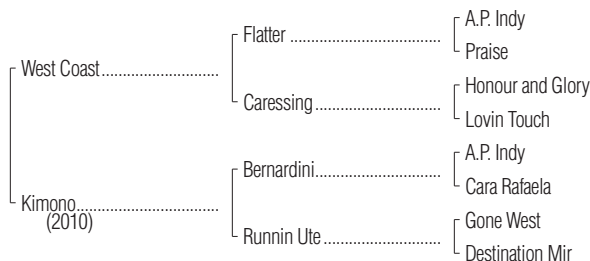 A.P. Indy
Flatter
Praise
West Coast
Honour and Glory
Caressing
Lovin Touch
A.P. Indy
Bernardini
Cara Rafaela
Kimono
(2010)
Gone West
Runnin Ute
Destination Mir